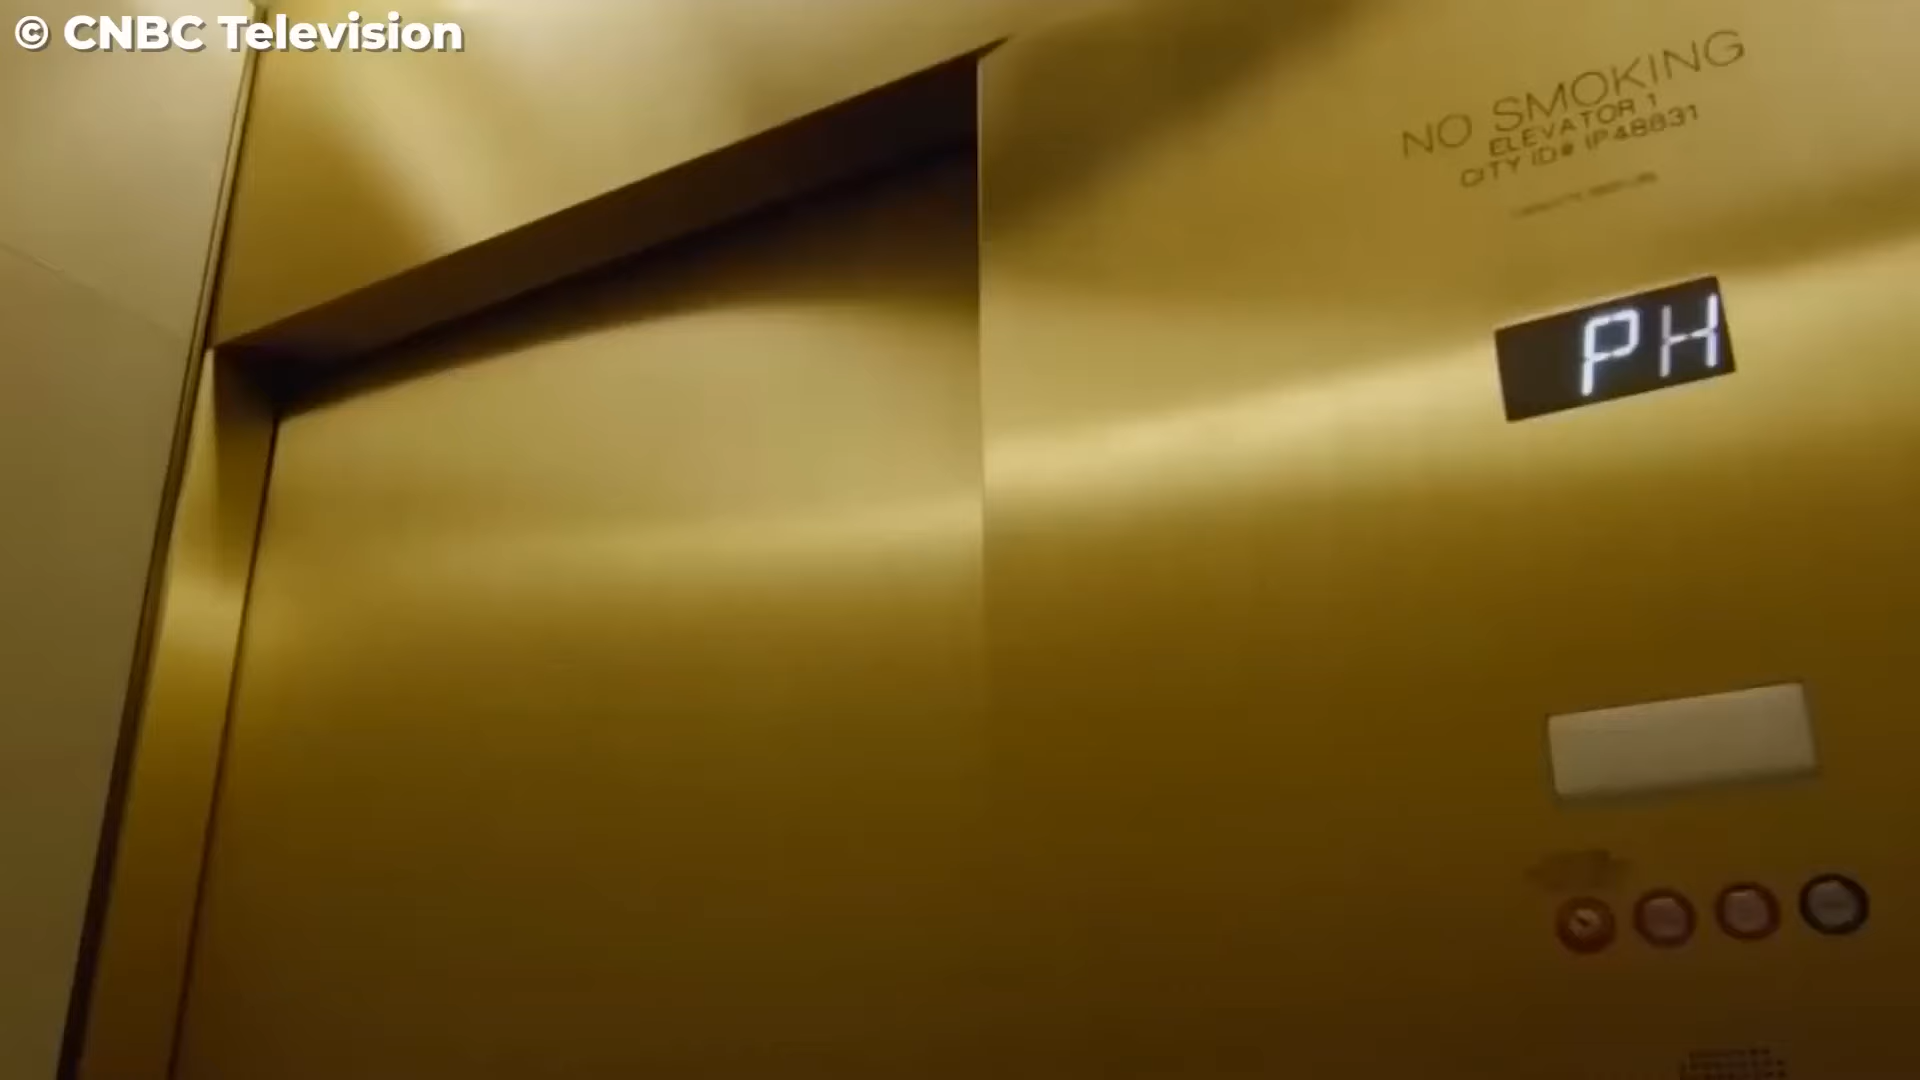 © CNBC Television
NO SMOKING
ELEVATOR 1
CITY ID# IP48831
PH